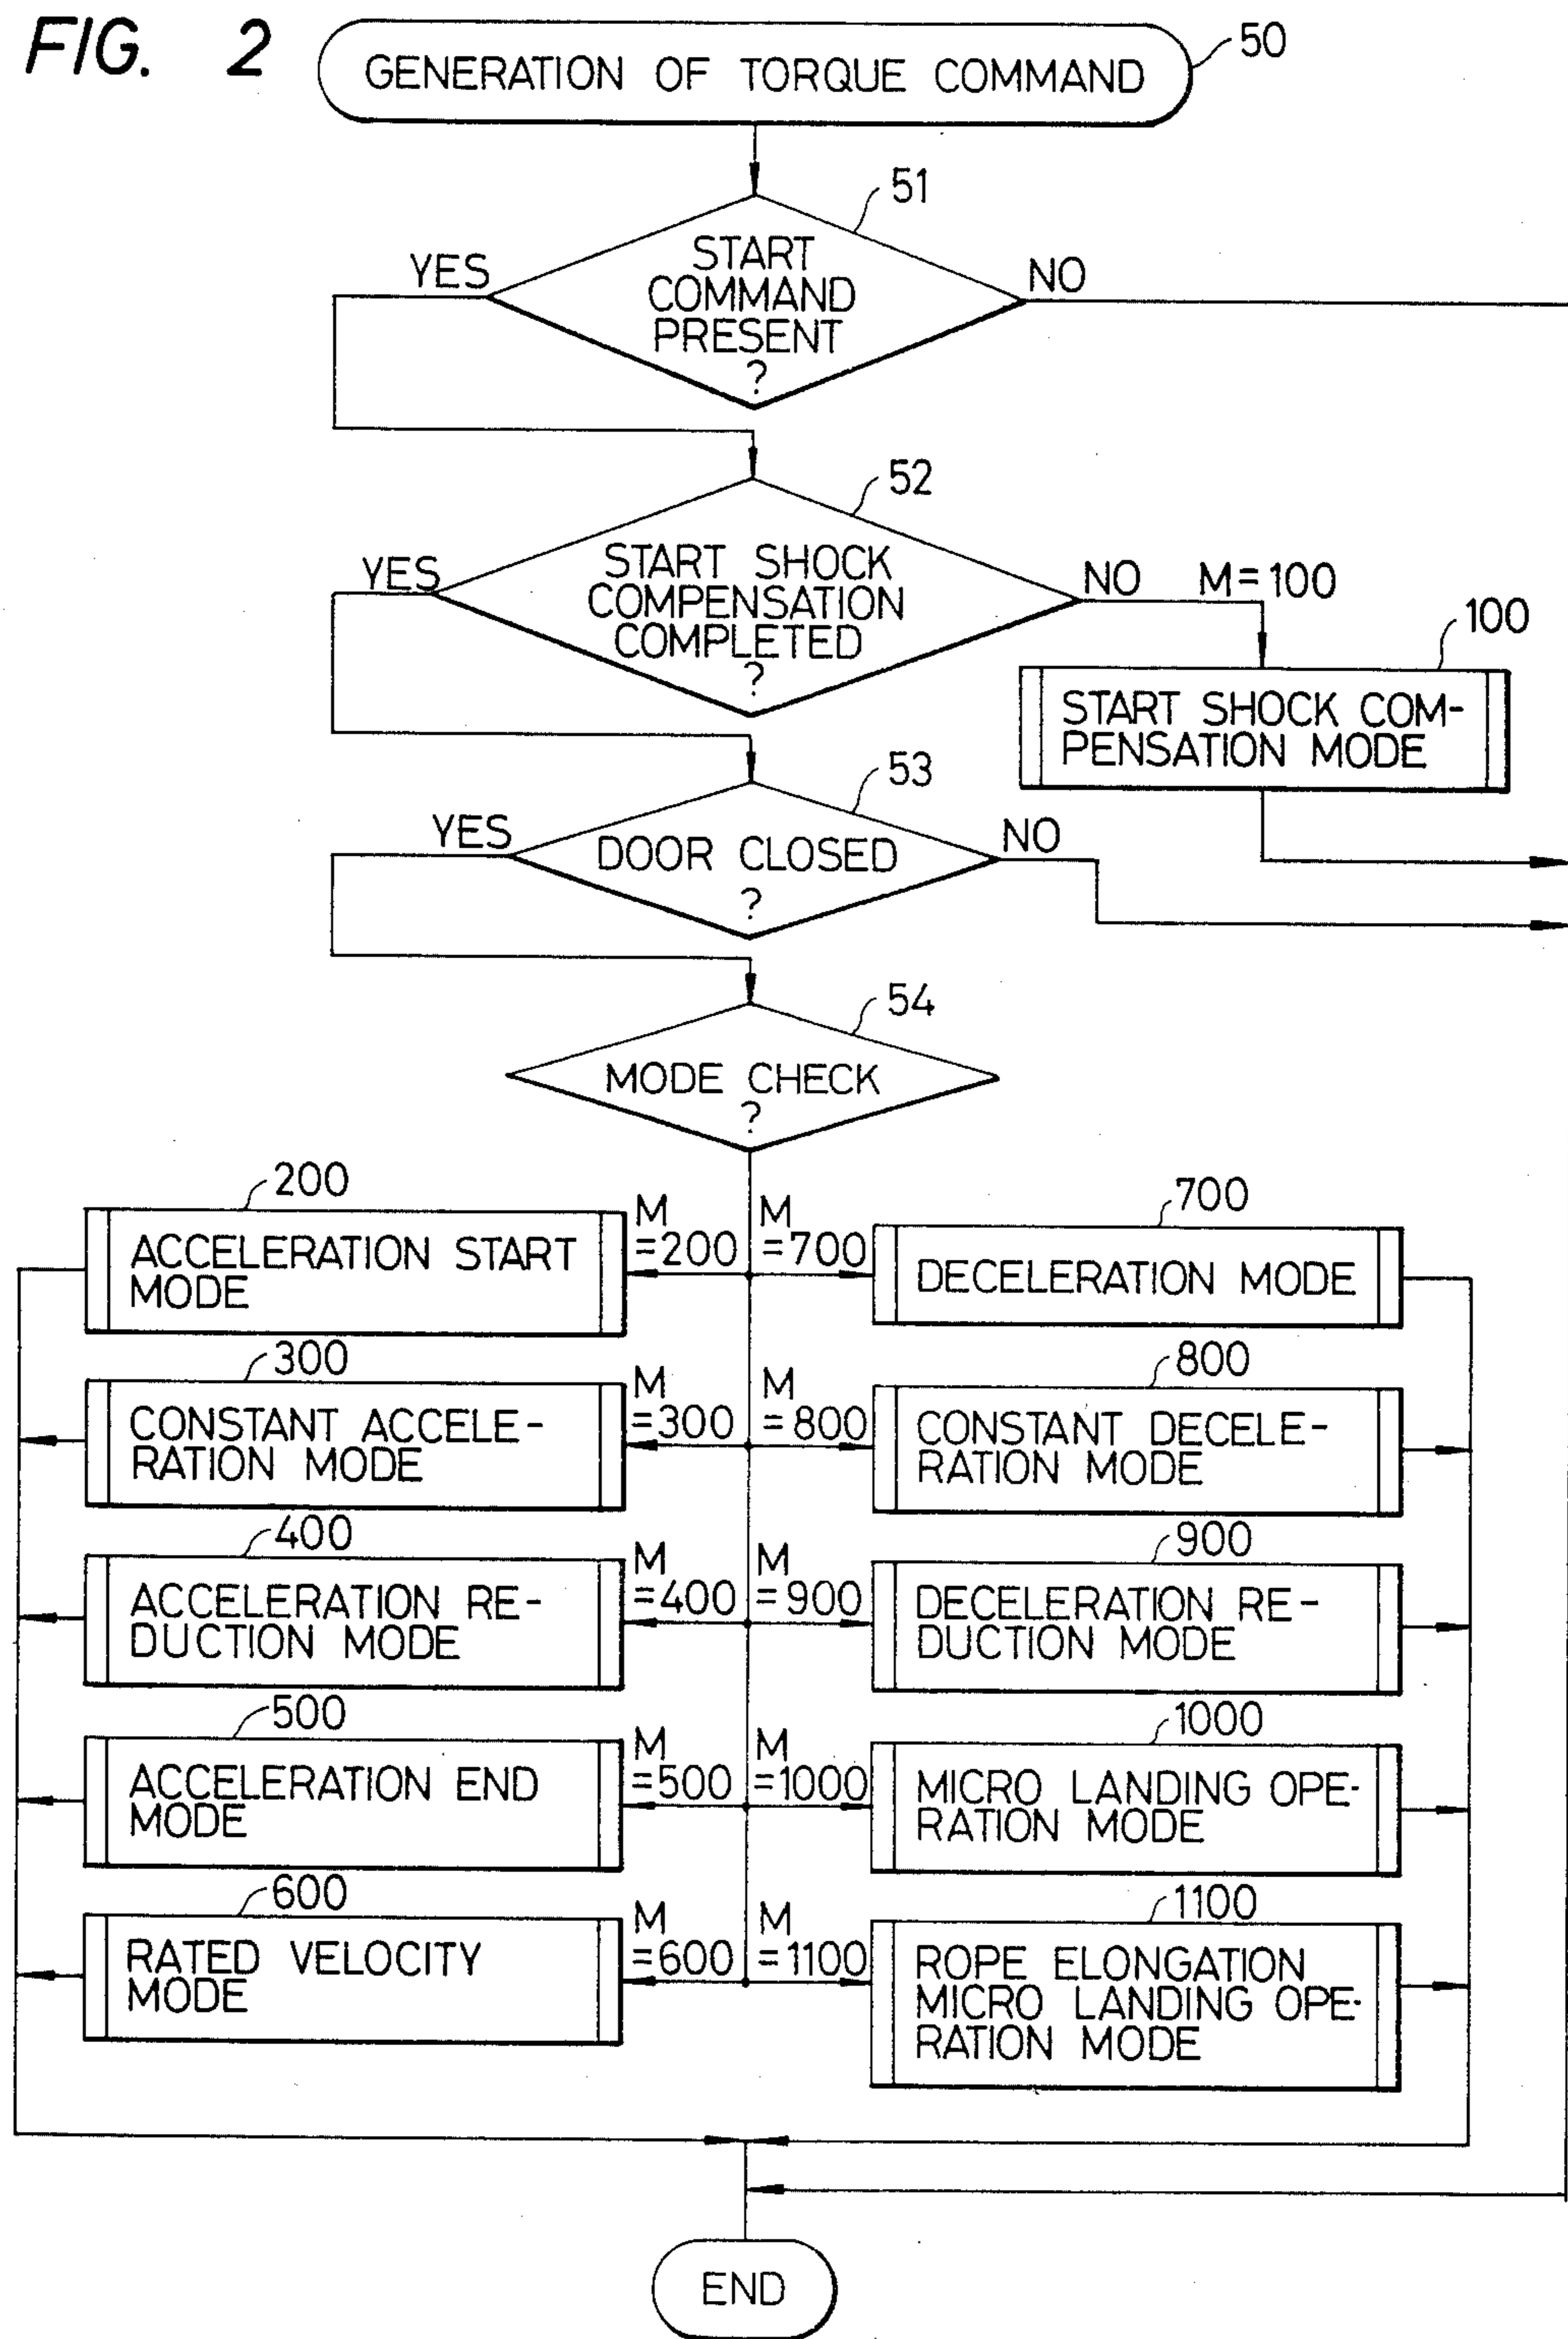 FIG. 2
GENERATION OF TORQUE COMMAND
50
51
YES
START
COMMAND
PRESENT
?
NO
52
YES
START SHOCK
COMPENSATION
COMPLETED
?
NO
M=100
100
START SHOCK COM-
PENSATION MODE
53
YES
DOOR CLOSED
?
NO
54
MODE CHECK
?
200
ACCELERATION START
MODE
M
=200
M
=700
700
DECELERATION MODE
300
CONSTANT ACCELE-
RATION MODE
M
=300
M
=800
800
CONSTANT DECELE-
RATION MODE
400
ACCELERATION RE-
DUCTION MODE
M
=400
M
=900
900
DECELERATION RE-
DUCTION MODE
500
ACCELERATION END
MODE
M
=500
M
=1000
1000
MICRO LANDING OPE-
RATION MODE
600
RATED VELOCITY
MODE
M
=600
M
=1100
1100
ROPE ELONGATION
MICRO LANDING OPE-
RATION MODE
END